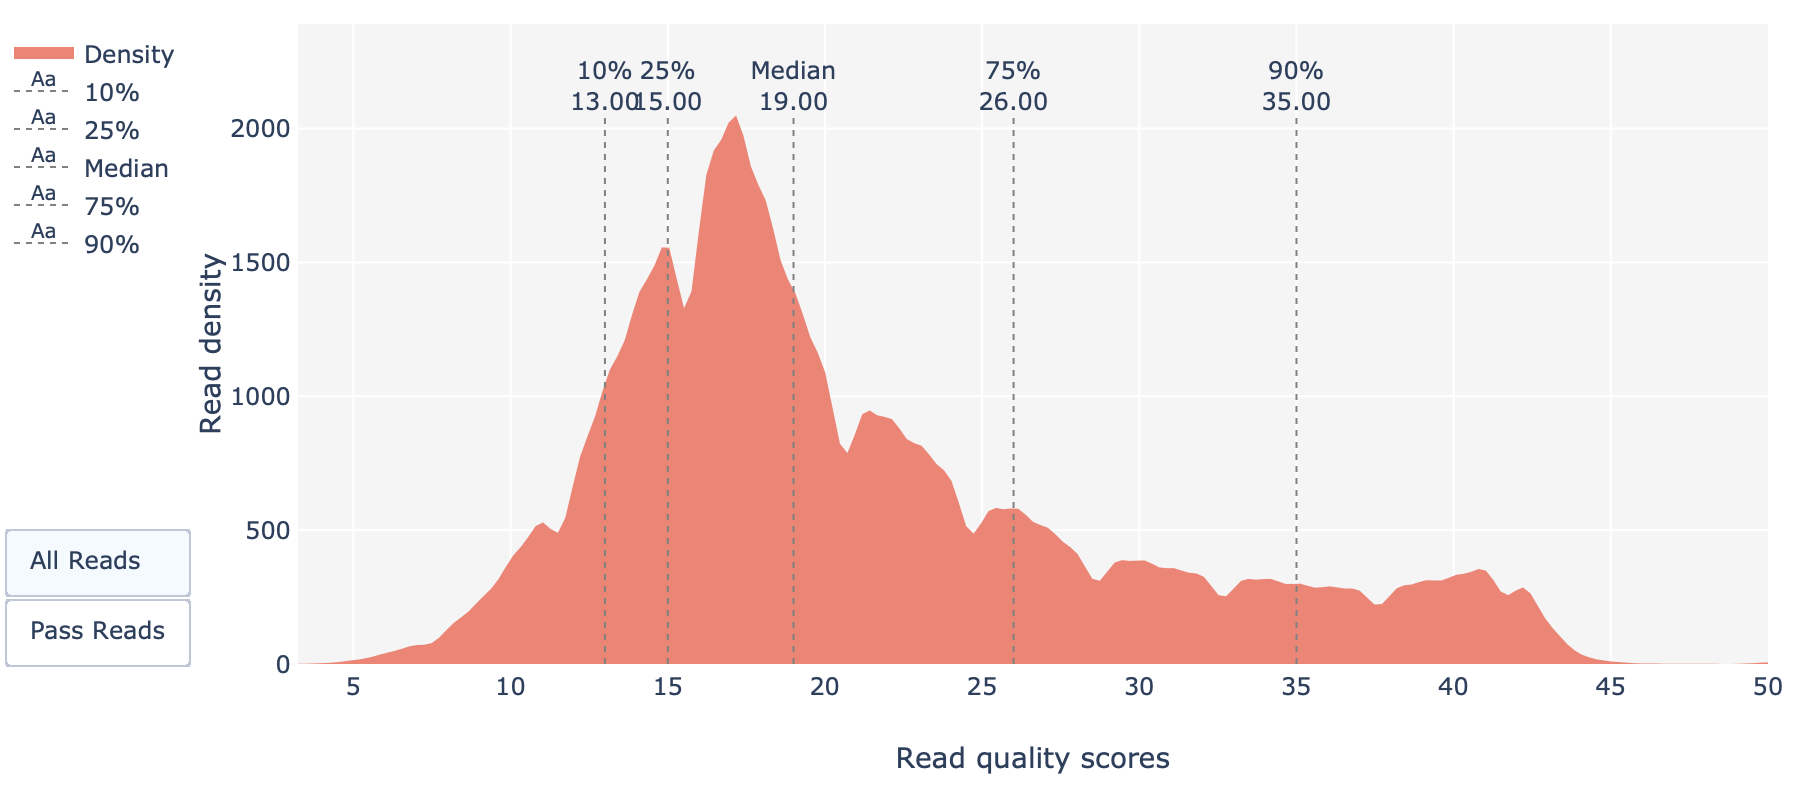 Density
Aa
10%
Aa
25%
Aa
Median
Aa
75%
Aa
90%
10% 25% Median 75% 90%
13.00 15.00 19.00 26.00 35.00
2000
1500
1000
500
0
Read density
5 10 15 20 25 30 35 40 45 50
Read quality scores
All Reads
Pass Reads